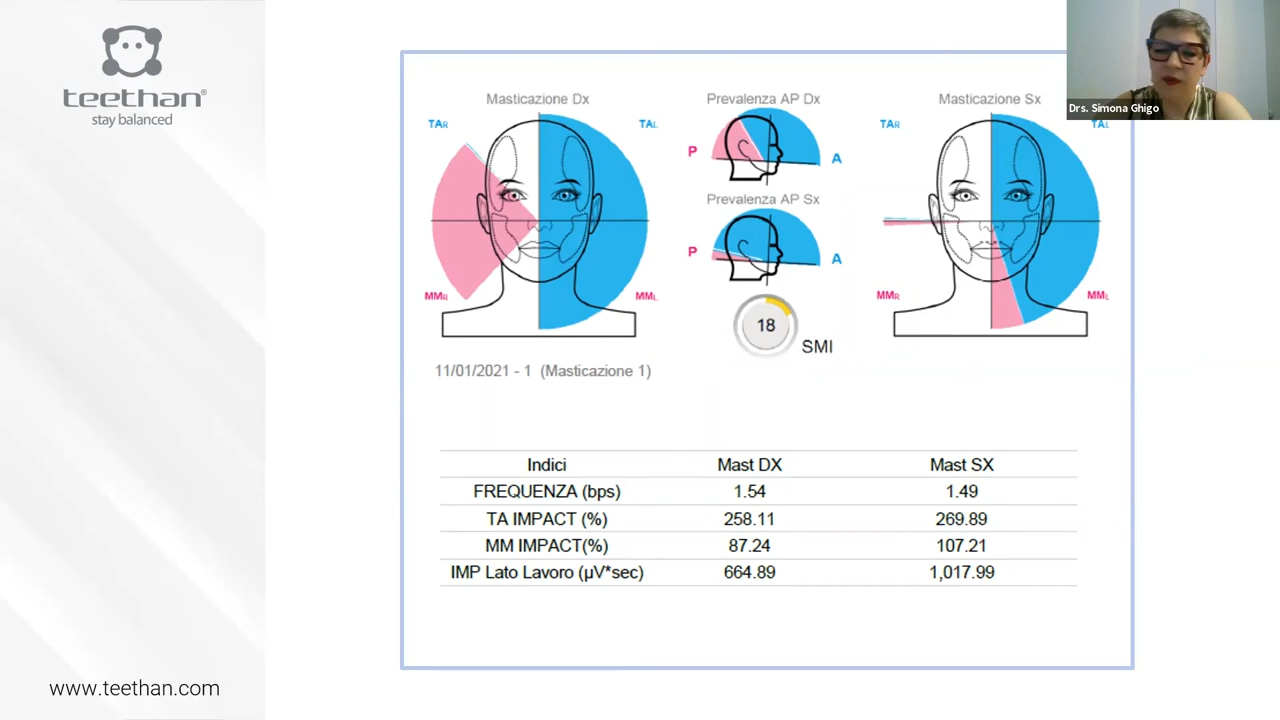 teethan®
stay balanced
Drs. Simona Ghigo
Masticazione Dx
Prevalenza AP Dx
Masticazione Sx
TAR
TAL
P
A
TAR
TAL
Prevalenza AP Sx
P
A
MMR
MML
MMR
MML
18
SMI
11/01/2021 - 1 (Masticazione 1)
Indici Mast DX Mast SX
FREQUENZA (bps) 1.54 1.49
TA IMPACT (%) 258.11 269.89
MM IMPACT(%) 87.24 107.21
IMP Lato Lavoro (µV*sec) 664.89 1,017.99
www.teethan.com